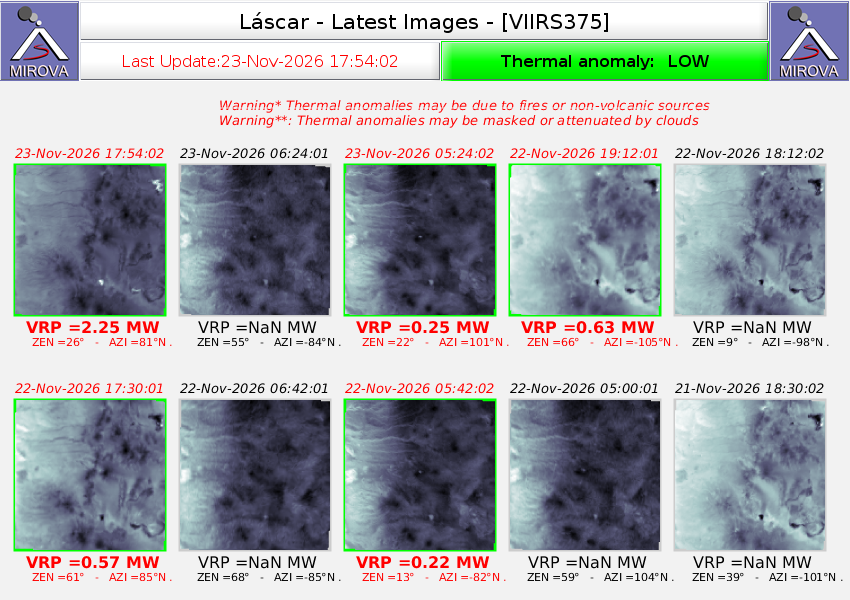 Láscar - Latest Images - [VIIRS375]
MIROVA
Last Update:23-Nov-2026 17:54:02
Thermal anomaly: LOW
MIROVA
Warning* Thermal anomalies may be due to fires or non-volcanic sources
Warning**: Thermal anomalies may be masked or attenuated by clouds
23-Nov-2026 17:54:02 23-Nov-2026 06:24:01 23-Nov-2026 05:24:02 22-Nov-2026 19:12:01 22-Nov-2026 18:12:02
VRP =2.25 MW VRP =NaN MW VRP =0.25 MW VRP =0.63 MW VRP =NaN MW
ZEN =26° - AZI =81°N . ZEN =55° - AZI =-84°N . ZEN =22° - AZI =101°N . ZEN =66° - AZI =-105°N . ZEN =9° - AZI =-98°N .
22-Nov-2026 17:30:01 22-Nov-2026 06:42:01 22-Nov-2026 05:42:02 22-Nov-2026 05:00:01 21-Nov-2026 18:30:02
VRP =0.57 MW VRP =NaN MW VRP =0.22 MW VRP =NaN MW VRP =NaN MW
ZEN =61° - AZI =85°N . ZEN =68° - AZI =-85°N . ZEN =13° - AZI =-82°N . ZEN =59° - AZI =104°N . ZEN =39° - AZI =-101°N .